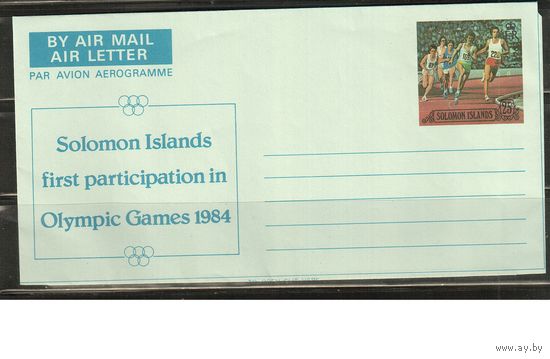 BY AIR MAIL
AIR LETTER
PAR AVION AEROGRAMME
Solomon Islands
first participation in
Olympic Games 1984
25c
SOLOMON ISLANDS
www.ay.by